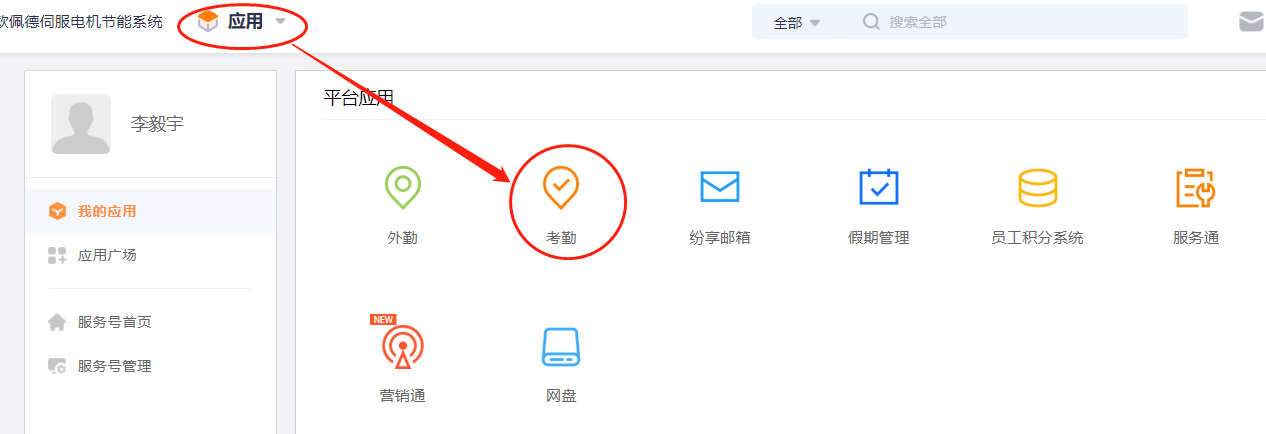 欧佩德伺服电机节能系统
应用
全部
搜索全部
李毅宇
我的应用
应用广场
服务号首页
服务号管理
平台应用
外勤
考勤
纷享邮箱
假期管理
员工积分系统
服务通
NEW
营销通
网盘